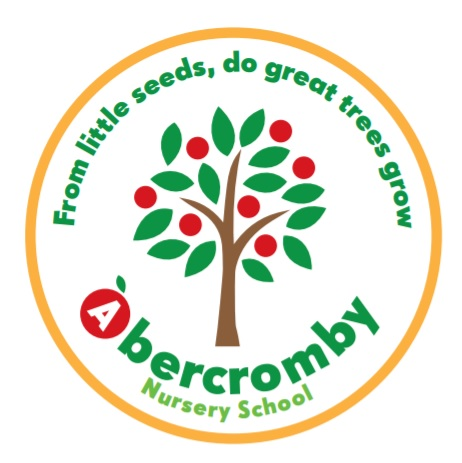 From little seeds, do great trees grow
Abercromby
Nursery School